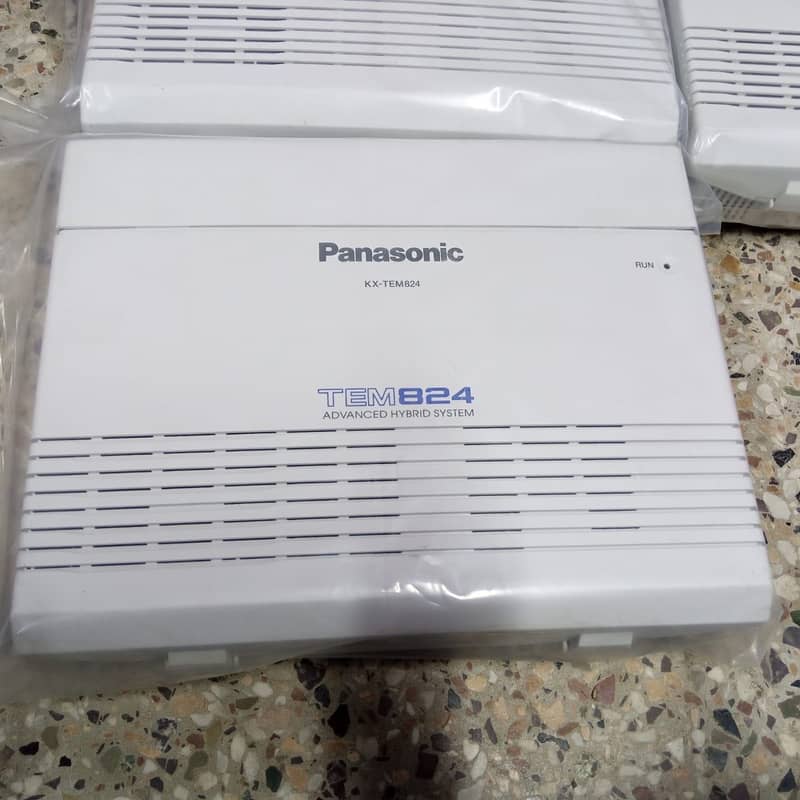 Panasonic
RUN
KX-TEM824
TEM824
ADVANCED HYBRID SYSTEM